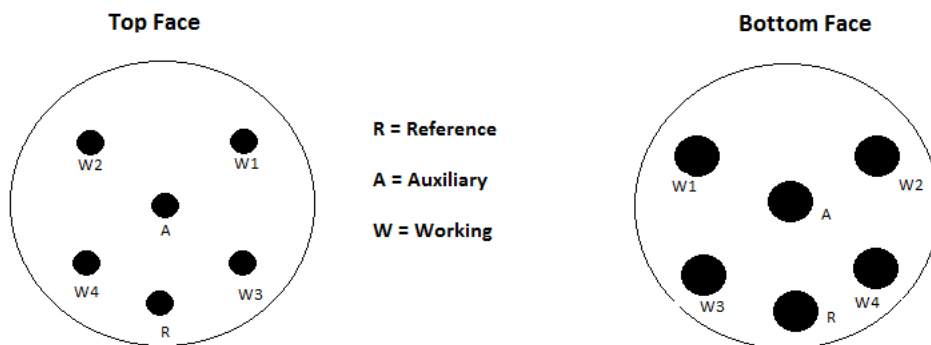 Top Face
Bottom Face
W2
W1
A
W4
W3
R
R = Reference
A = Auxiliary
W = Working
W1
W2
A
W3
W4
R